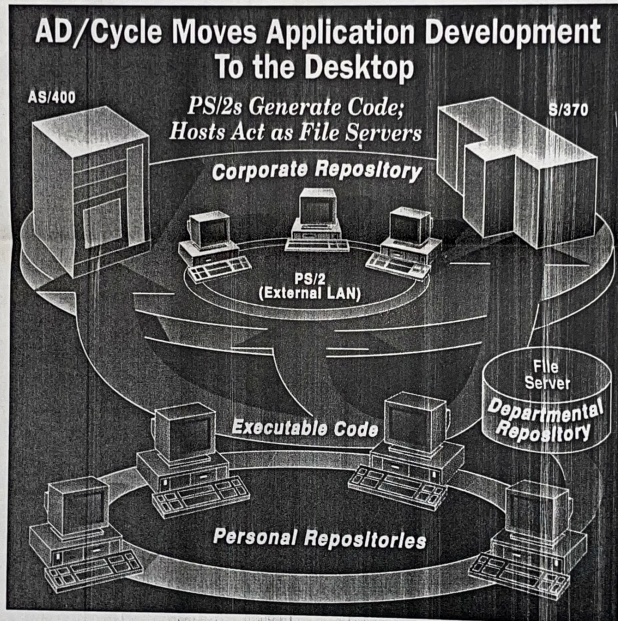 AD/Cycle Moves Application Development
To the Desktop
AS/400
PS/2s Generate Code;
Hosts Act as File Servers
S/370
Corporate Repository
PS/2
(External LAN)
File
Server
Departmental
Repository
Executable Code
Personal Repositories